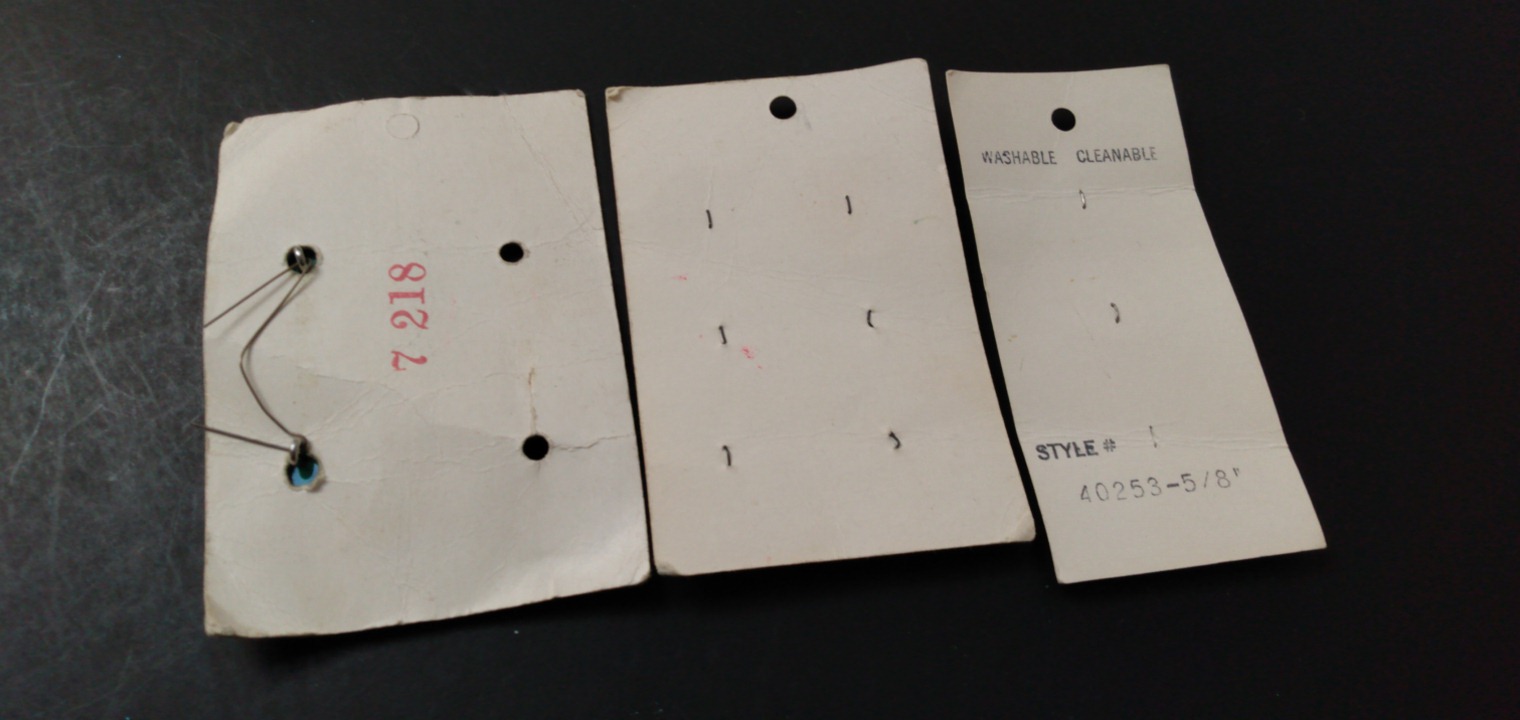 7 218
WASHABLE CLEANABLE
STYLE #
40253-5/8"